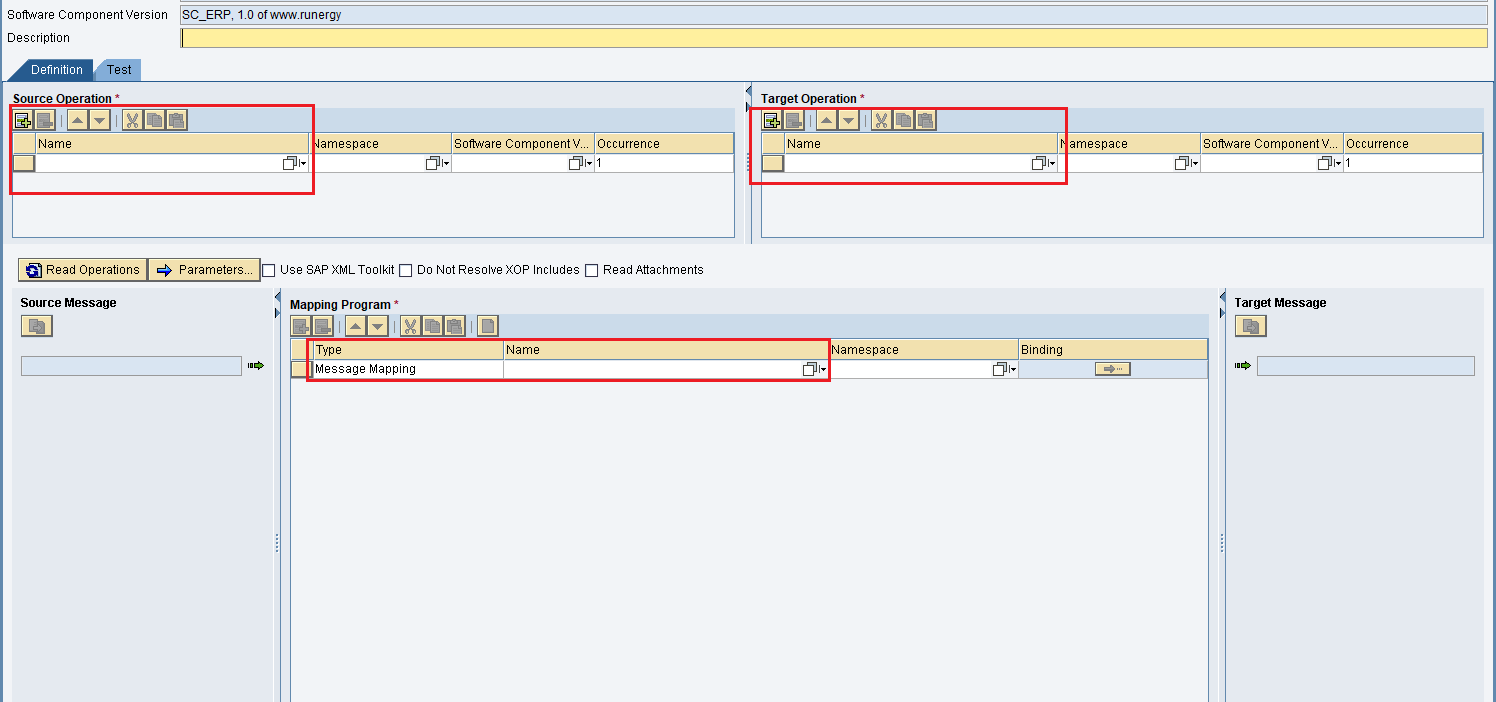 Software Component Version SC_ERP, 1.0 of www.runergy
Description
Definition Test
Source Operation * Target Operation *
Name Namespace Software Component V... Occurrence Name Namespace Software Component V... Occurrence
1 1
Read Operations Parameters... Use SAP XML Toolkit Do Not Resolve XOP Includes Read Attachments
Source Message Mapping Program * Target Message
Type Name Namespace Binding
Message Mapping